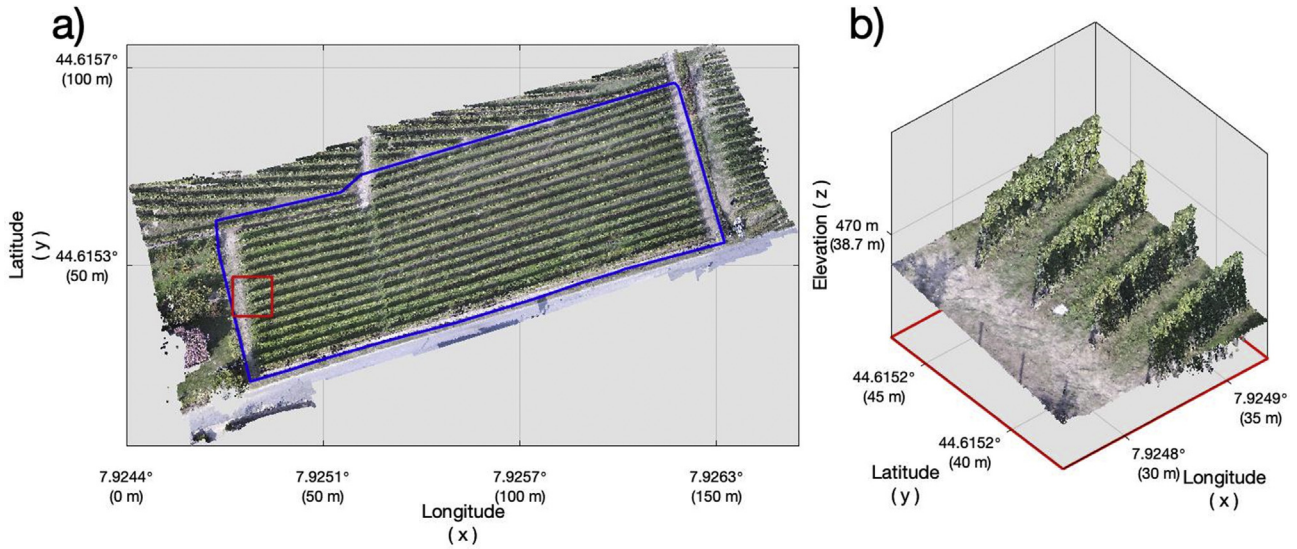 a)
44.6157°
(100 m)
44.6153°
(50 m)
Latitude
( y )
7.9244°
(0 m)
7.9251°
(50 m)
7.9257°
(100 m)
7.9263°
(150 m)
Longitude
( x )
b)
Elevation ( z )
470 m
(38.7 m)
44.6152°
(45 m)
44.6152°
(40 m)
Latitude
( y )
7.9249°
(35 m)
7.9248°
(30 m)
Longitude
( x )